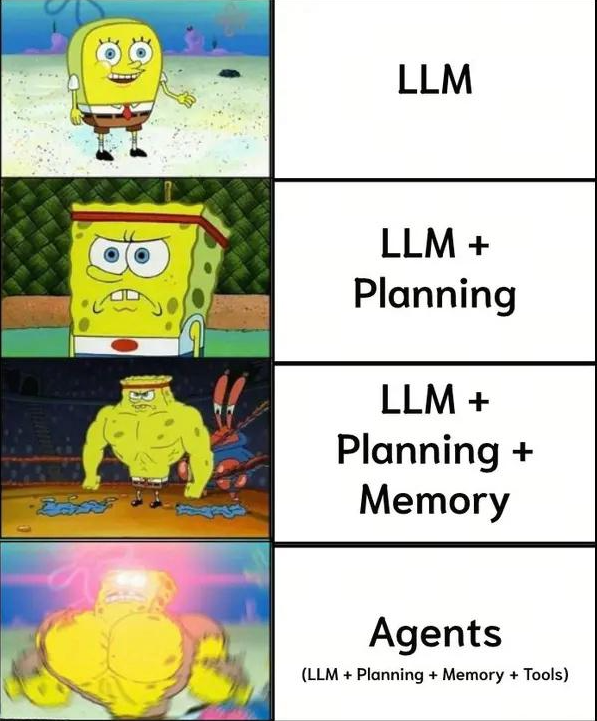 LLM
LLM +
Planning
LLM +
Planning +
Memory
Agents
(LLM + Planning + Memory + Tools)